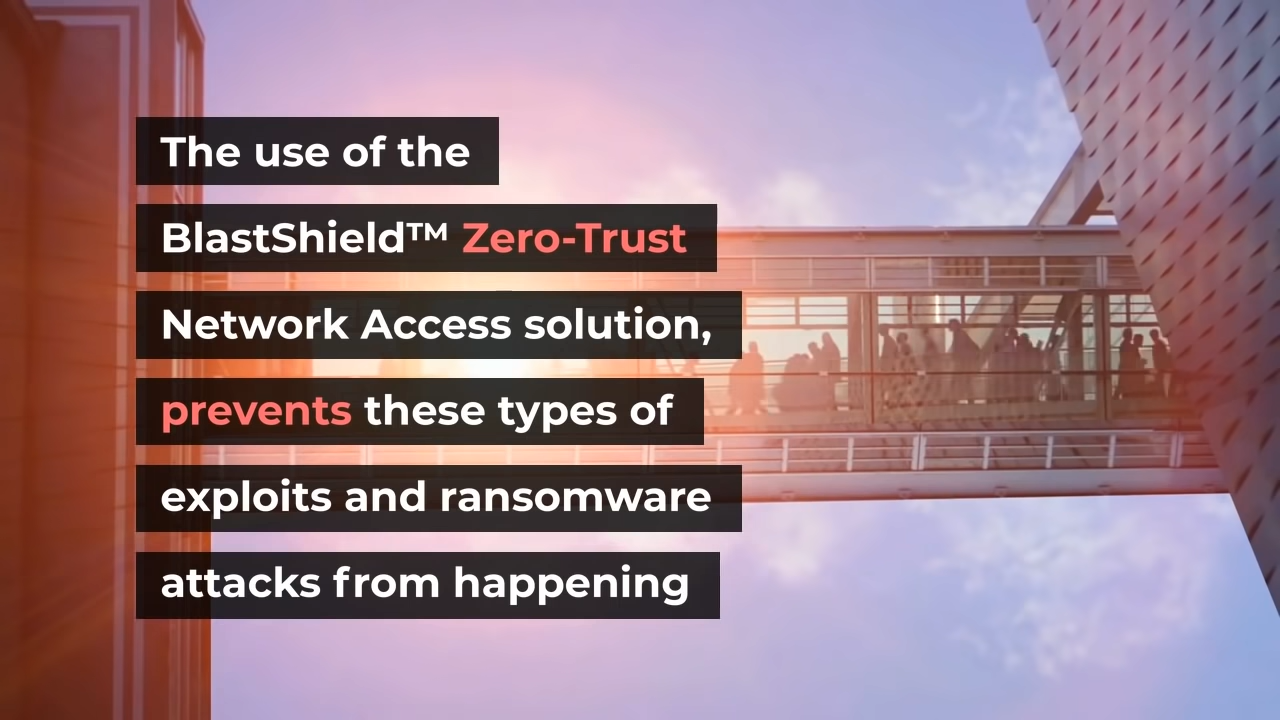 The use of the
BlastShield™ Zero-Trust
Network Access solution,
prevents these types of
exploits and ransomware
attacks from happening